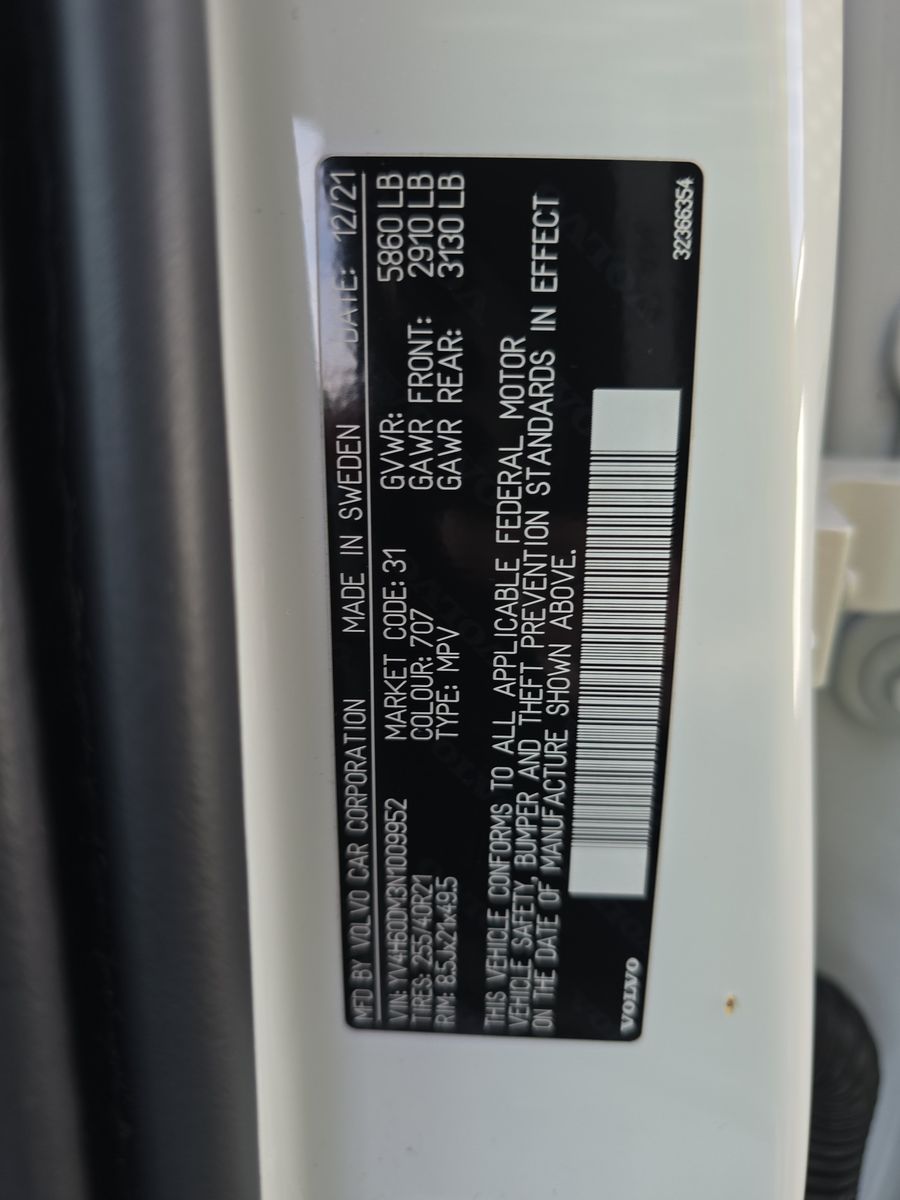 MFD BY VOLVO CAR CORPORATION MADE IN SWEDEN DATE: 12/21
VIN: YV4H60DM3N1009952 MARKET CODE: 31 GVWR: 5860 LB
TIRES: 255/40R21 COLOUR: 707 GAWR FRONT: 2910 LB
RIM: 8.5Jx21x49.5 TYPE: MPV GAWR REAR: 3130 LB
THIS VEHICLE CONFORMS TO ALL APPLICABLE FEDERAL MOTOR
VEHICLE SAFETY, BUMPER AND THEFT PREVENTION STANDARDS IN EFFECT
ON THE DATE OF MANUFACTURE SHOWN ABOVE.
VOLVO 32366354